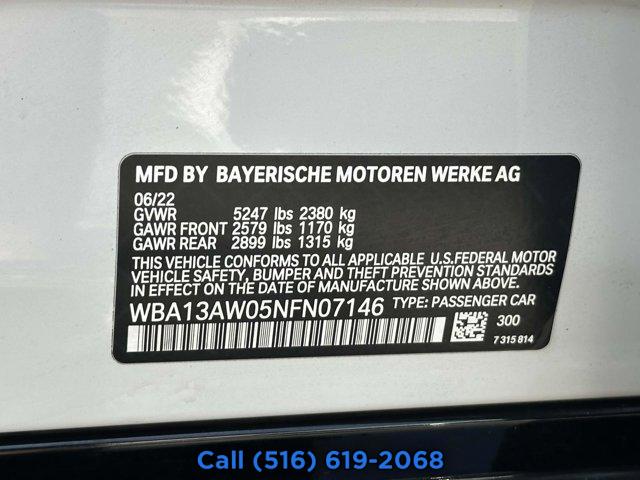 MFD BY BAYERISCHE MOTOREN WERKE AG
06/22
GVWR 5247 lbs 2380 kg
GAWR FRONT 2579 lbs 1170 kg
GAWR REAR 2899 lbs 1315 kg
THIS VEHICLE CONFORMS TO ALL APPLICABLE U.S.FEDERAL MOTOR
VEHICLE SAFETY, BUMPER AND THEFT PREVENTION STANDARDS
IN EFFECT ON THE DATE OF MANUFACTURE SHOWN ABOVE.
WBA13AW05NFN07146 TYPE: PASSENGER CAR
300
7 315 814
Call (516) 619-2068